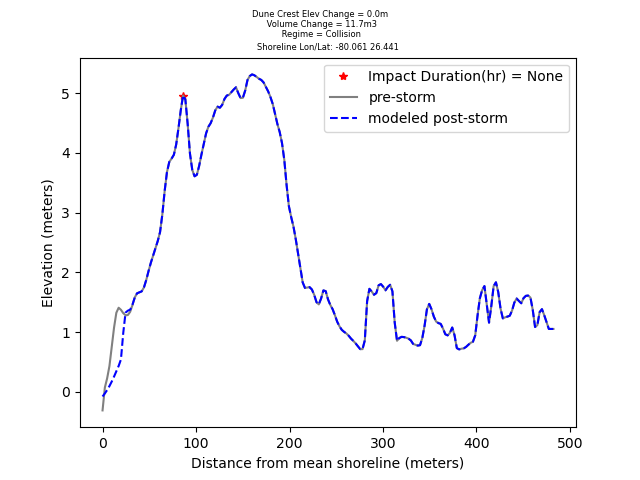 Dune Crest Elev Change = 0.0m
Volume Change = 11.7m3
Regime = Collision
Shoreline Lon/Lat: -80.061 26.441
Impact Duration(hr) = None
pre-storm
modeled post-storm
Elevation (meters)
5
4
3
2
1
0
0 100 200 300 400 500
Distance from mean shoreline (meters)